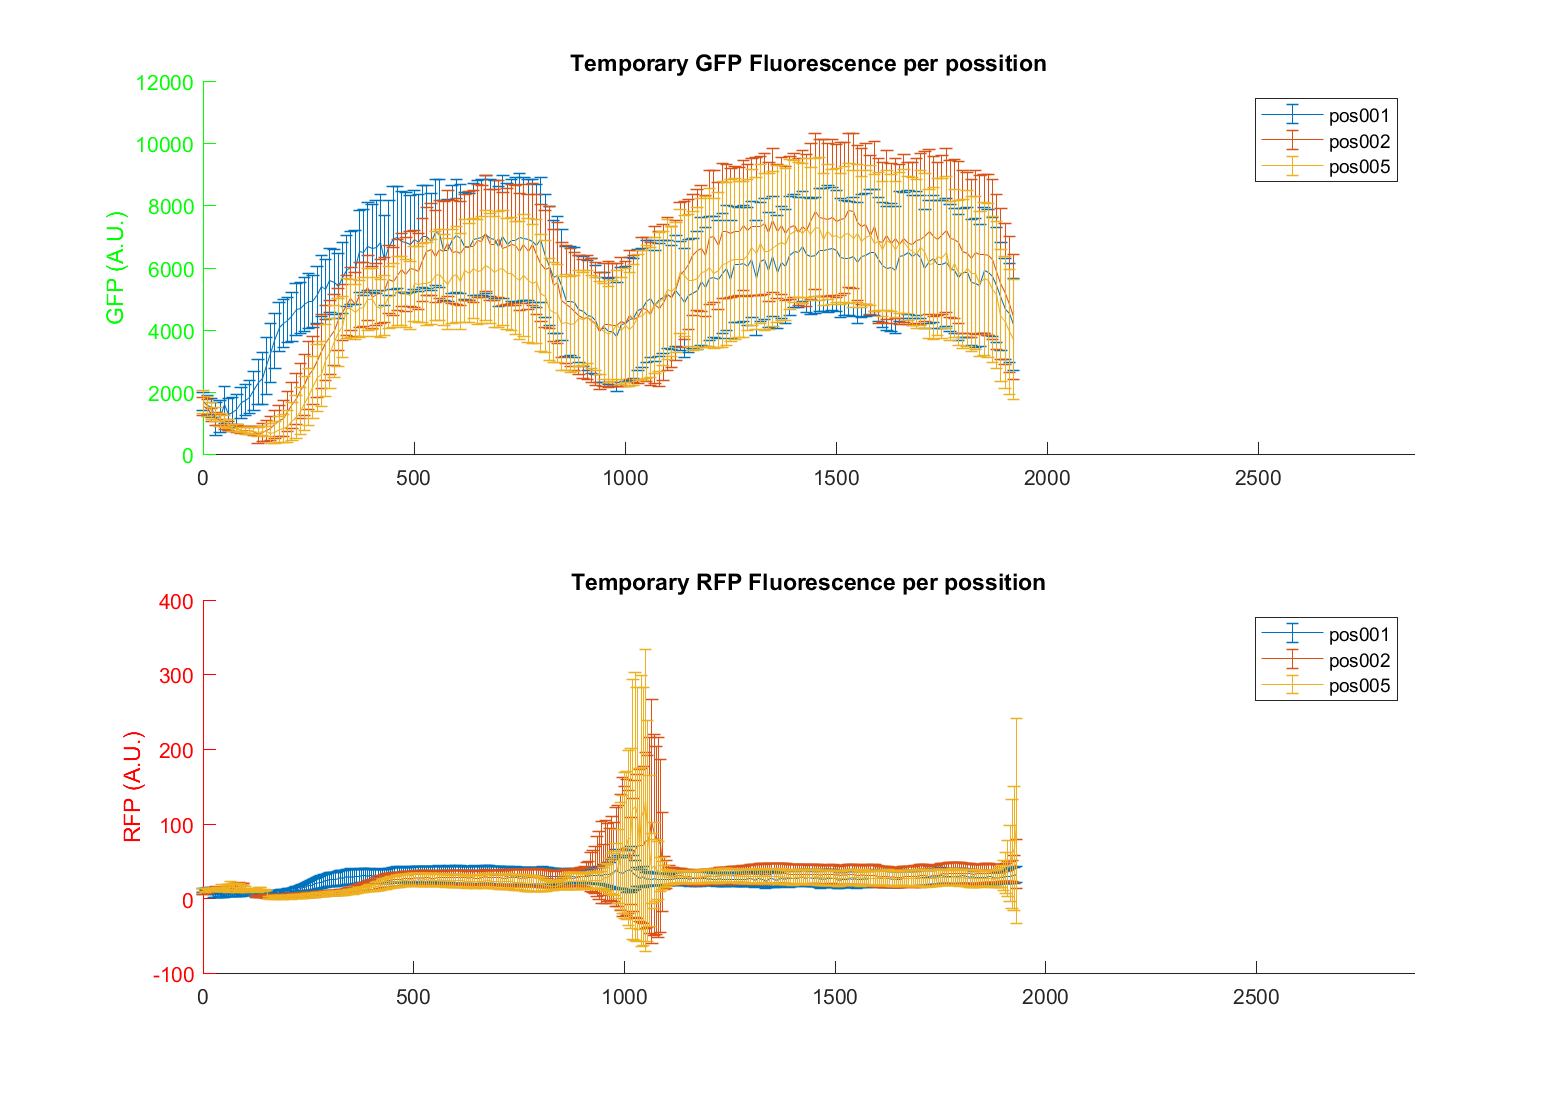 Temporary GFP Fluorescence per possition
GFP (A.U.)
12000
10000
8000
6000
4000
2000
0
pos001
pos002
pos005
0 500 1000 1500 2000 2500
Temporary RFP Fluorescence per possition
RFP (A.U.)
400
300
200
100
0
-100
pos001
pos002
pos005
0 500 1000 1500 2000 2500